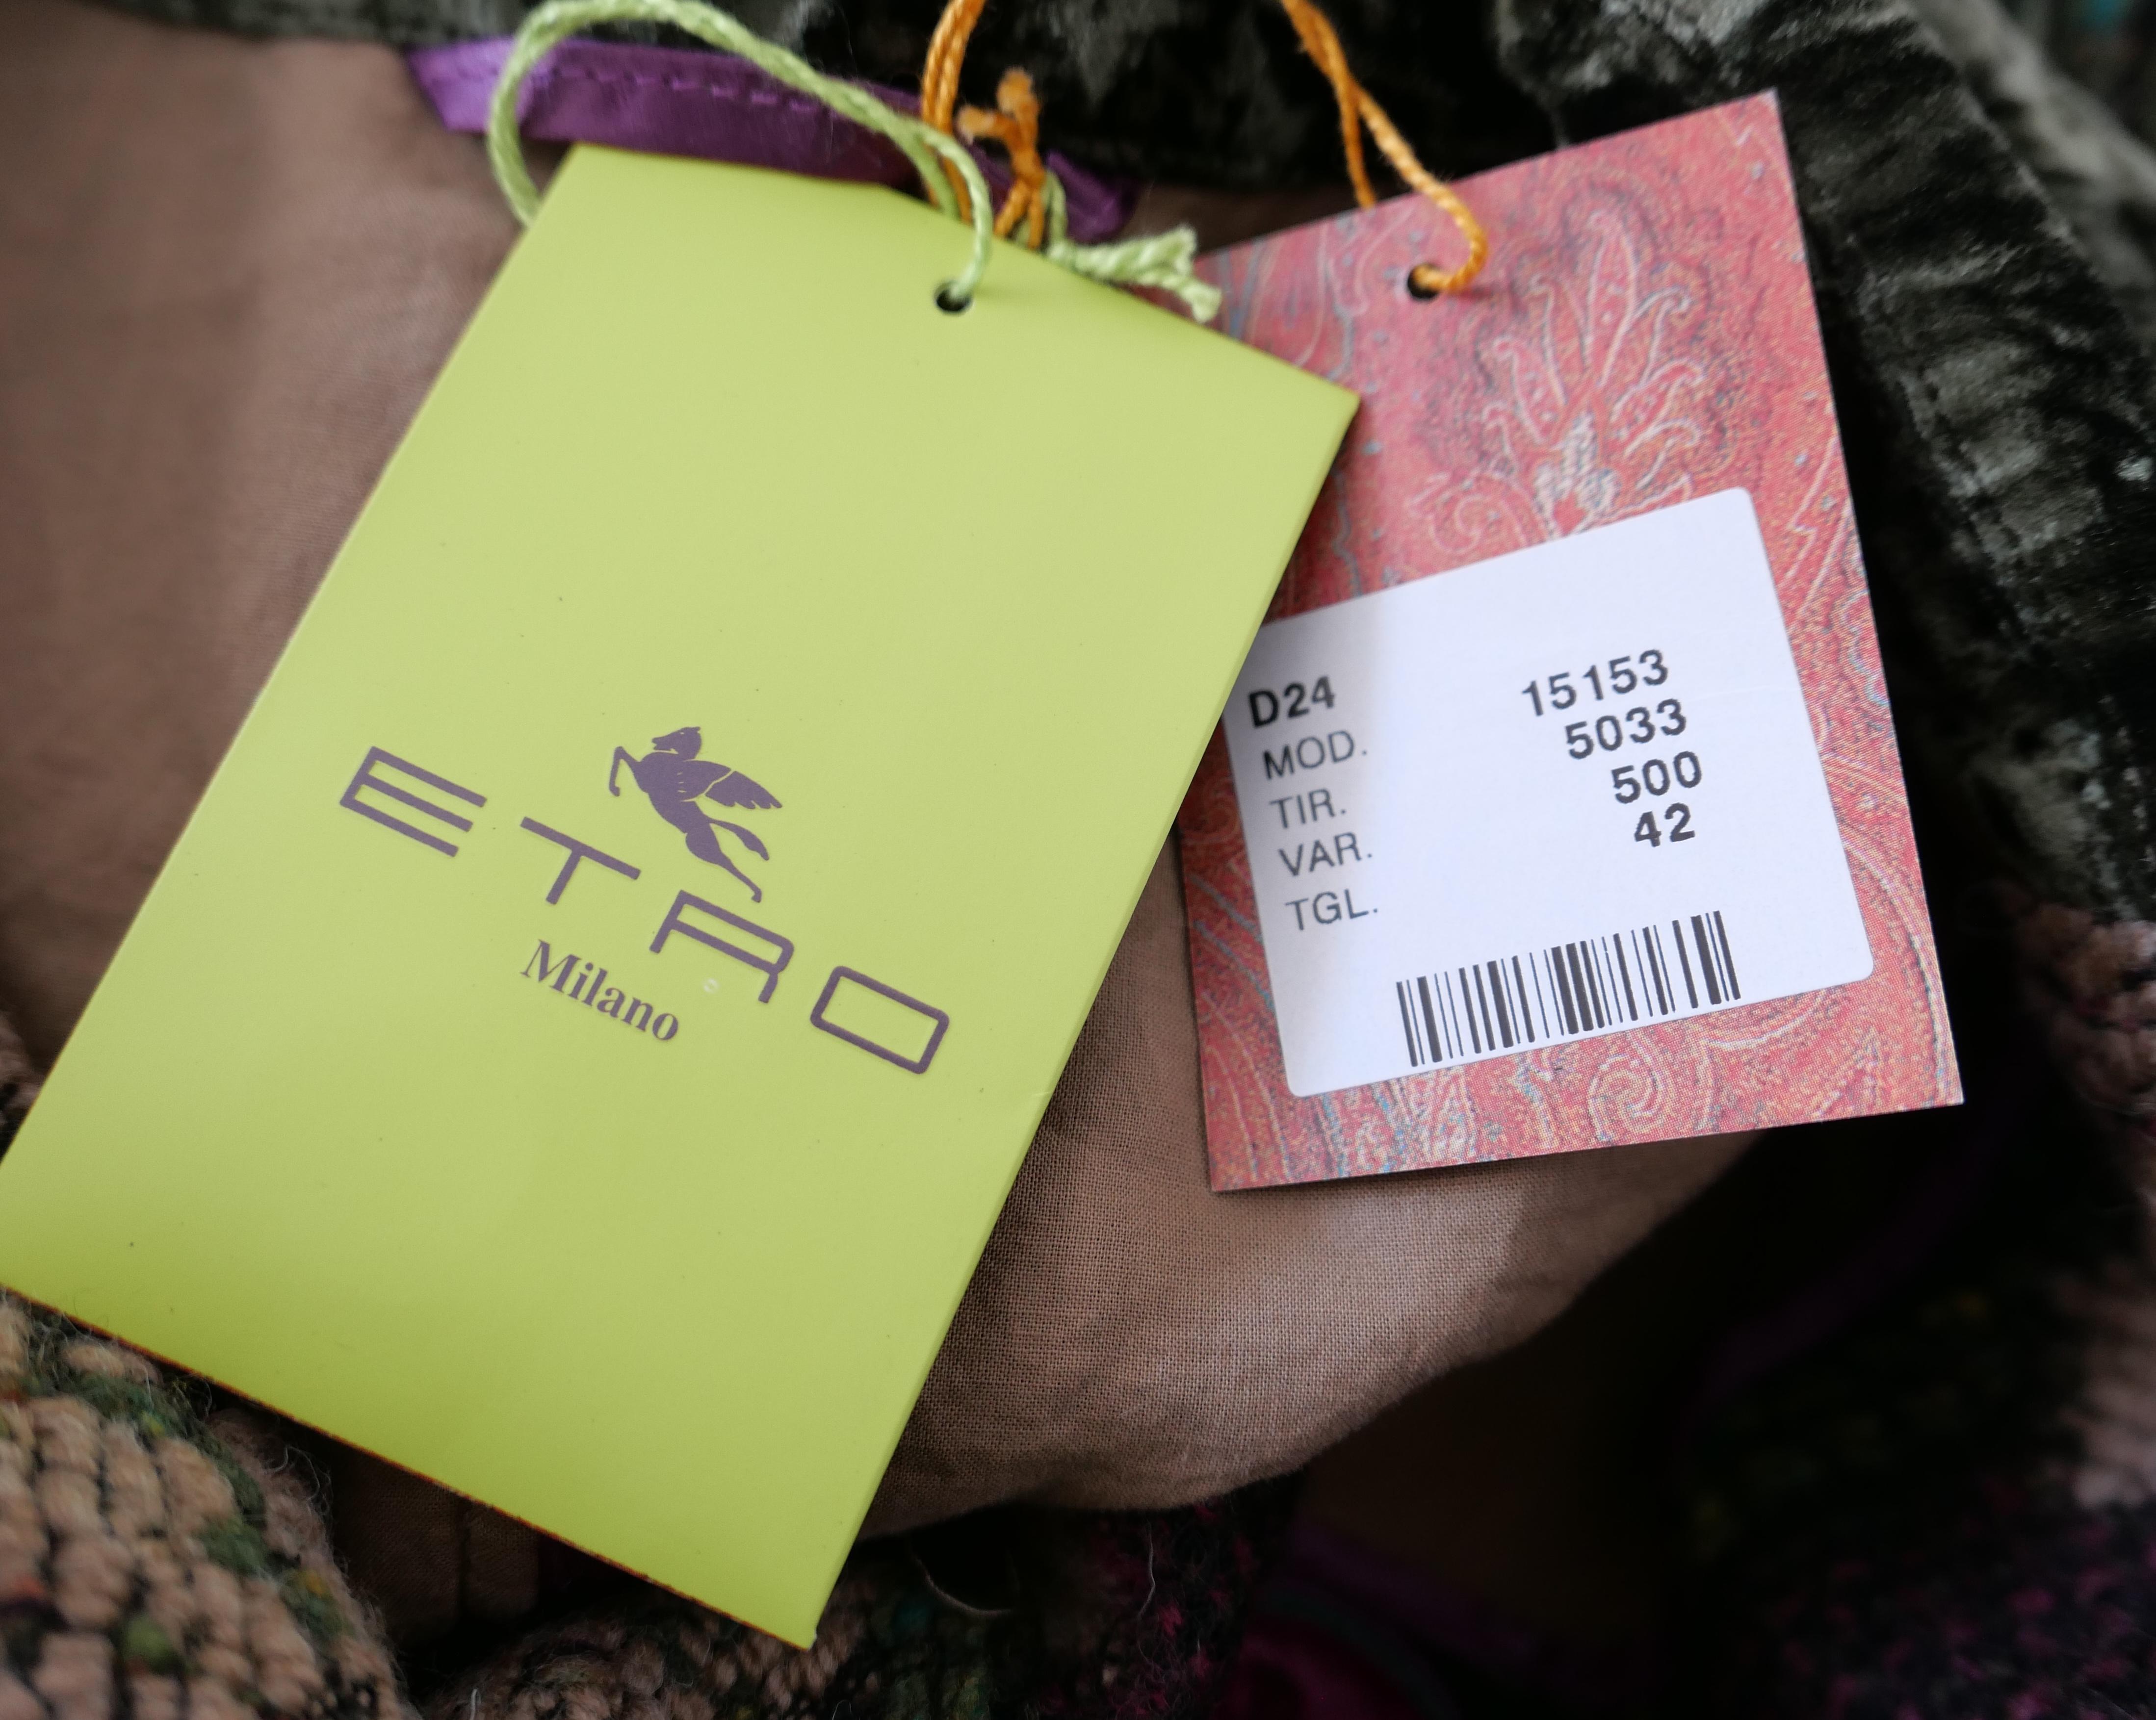 ETRO
Milano
D24
MOD. 15153
TIR. 5033
VAR. 500
TGL. 42